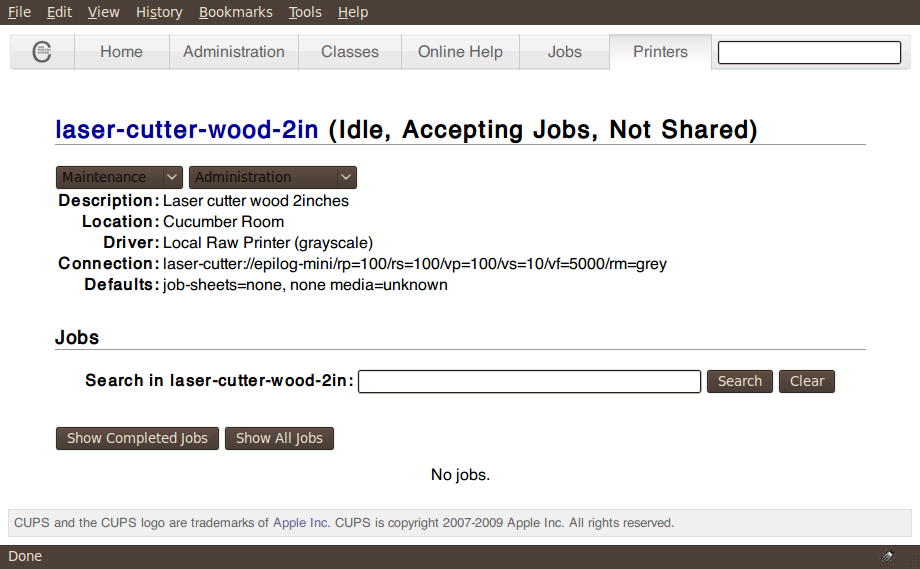 File Edit View History Bookmarks Tools Help
Home Administration Classes Online Help Jobs Printers
laser-cutter-wood-2in (Idle, Accepting Jobs, Not Shared)
Maintenance Administration
Description: Laser cutter wood 2inches
Location: Cucumber Room
Driver: Local Raw Printer (grayscale)
Connection: laser-cutter://epilog-mini/rp=100/rs=100/vp=100/vs=10/vf=5000/rm=grey
Defaults: job-sheets=none, none media=unknown
Jobs
Search in laser-cutter-wood-2in: Search Clear
Show Completed Jobs Show All Jobs
No jobs.
CUPS and the CUPS logo are trademarks of Apple Inc. CUPS is copyright 2007-2009 Apple Inc. All rights reserved.
Done